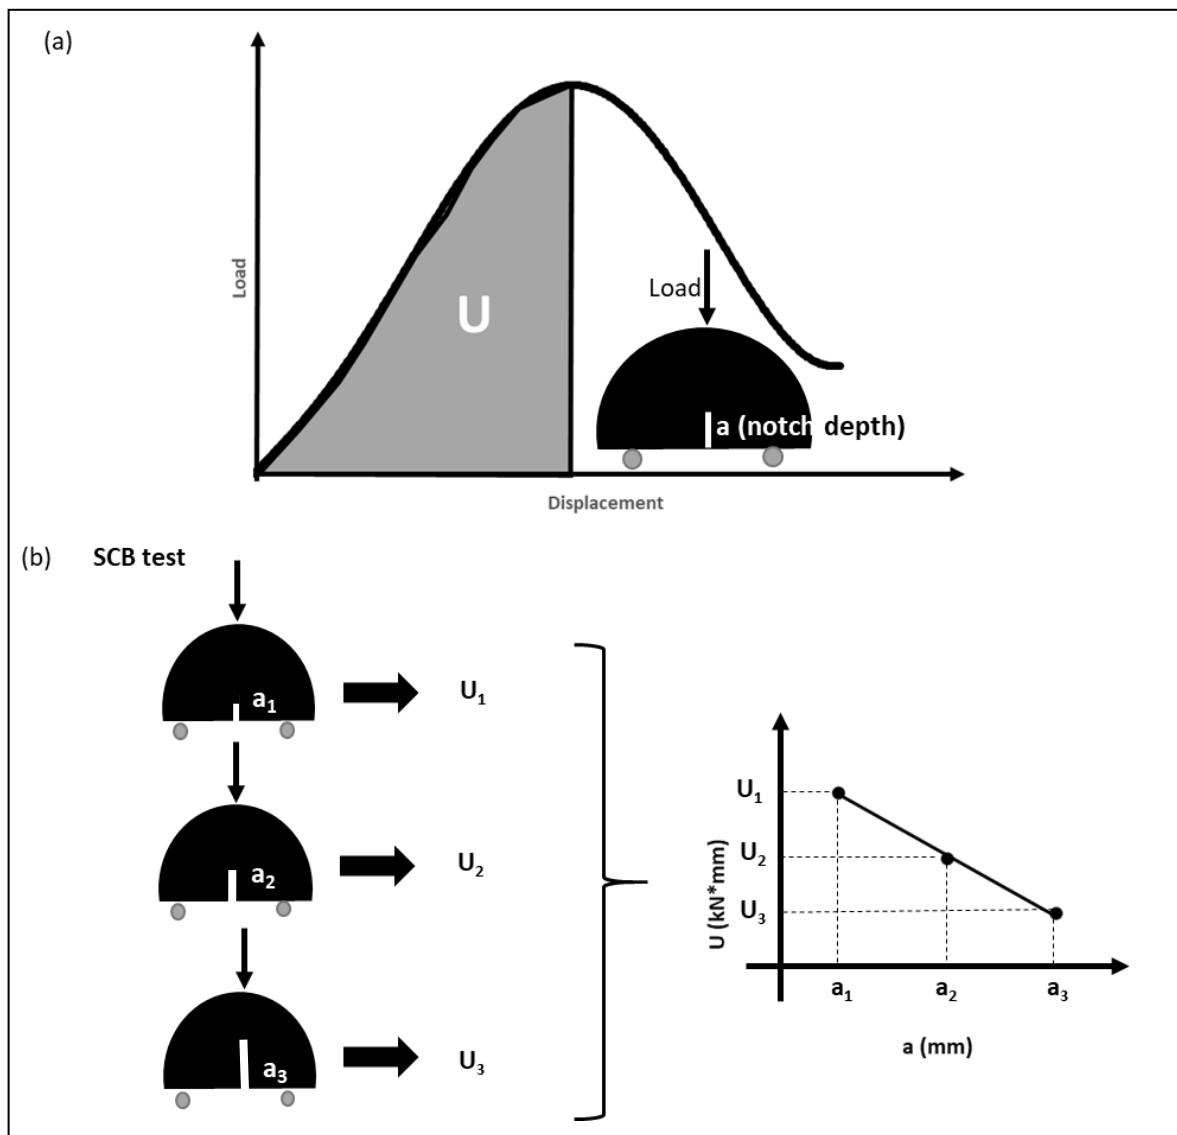 (a)
Load
U
Load
a (notch depth)
Displacement
(b) SCB test
a₁
U₁
a₂
U₂
a₃
U₃
U (kN*mm)
U₁
U₂
U₃
a₁ a₂ a₃
a (mm)